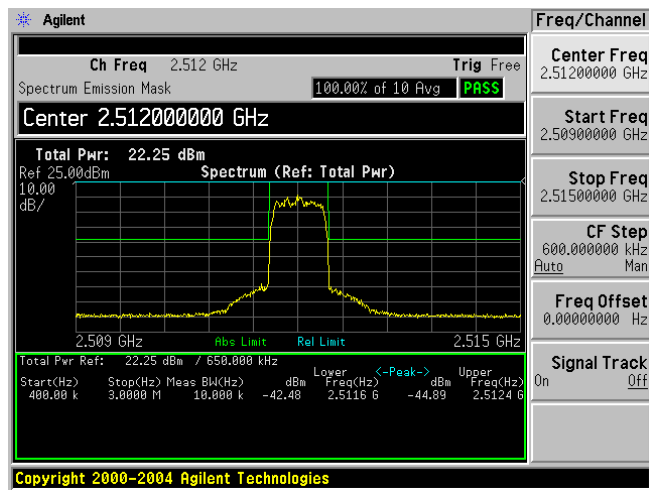 Agilent
Freq/Channel
Ch Freq 2.512 GHz Trig Free
Spectrum Emission Mask 100.00% of 10 Avg PASS
Center 2.512000000 GHz
Total Pwr: 22.25 dBm
Ref 25.00dBm Spectrum (Ref: Total Pwr)
10.00
dB/
2.509 GHz Abs Limit Rel Limit 2.515 GHz
Total Pwr Ref: 22.25 dBm / 650.000 kHz
Lower <-Peak-> Upper
Start(Hz) Stop(Hz) Meas BW(Hz) dBm Freq(Hz) dBm Freq(Hz)
400.00 k 3.0000 M 10.000 k -42.48 2.5116 G -44.89 2.5124 G
Center Freq
2.51200000 GHz
Start Freq
2.50900000 GHz
Stop Freq
2.51500000 GHz
CF Step
600.000000 kHz
Auto Man
Freq Offset
0.00000000 Hz
Signal Track
On Off
Copyright 2000-2004 Agilent Technologies